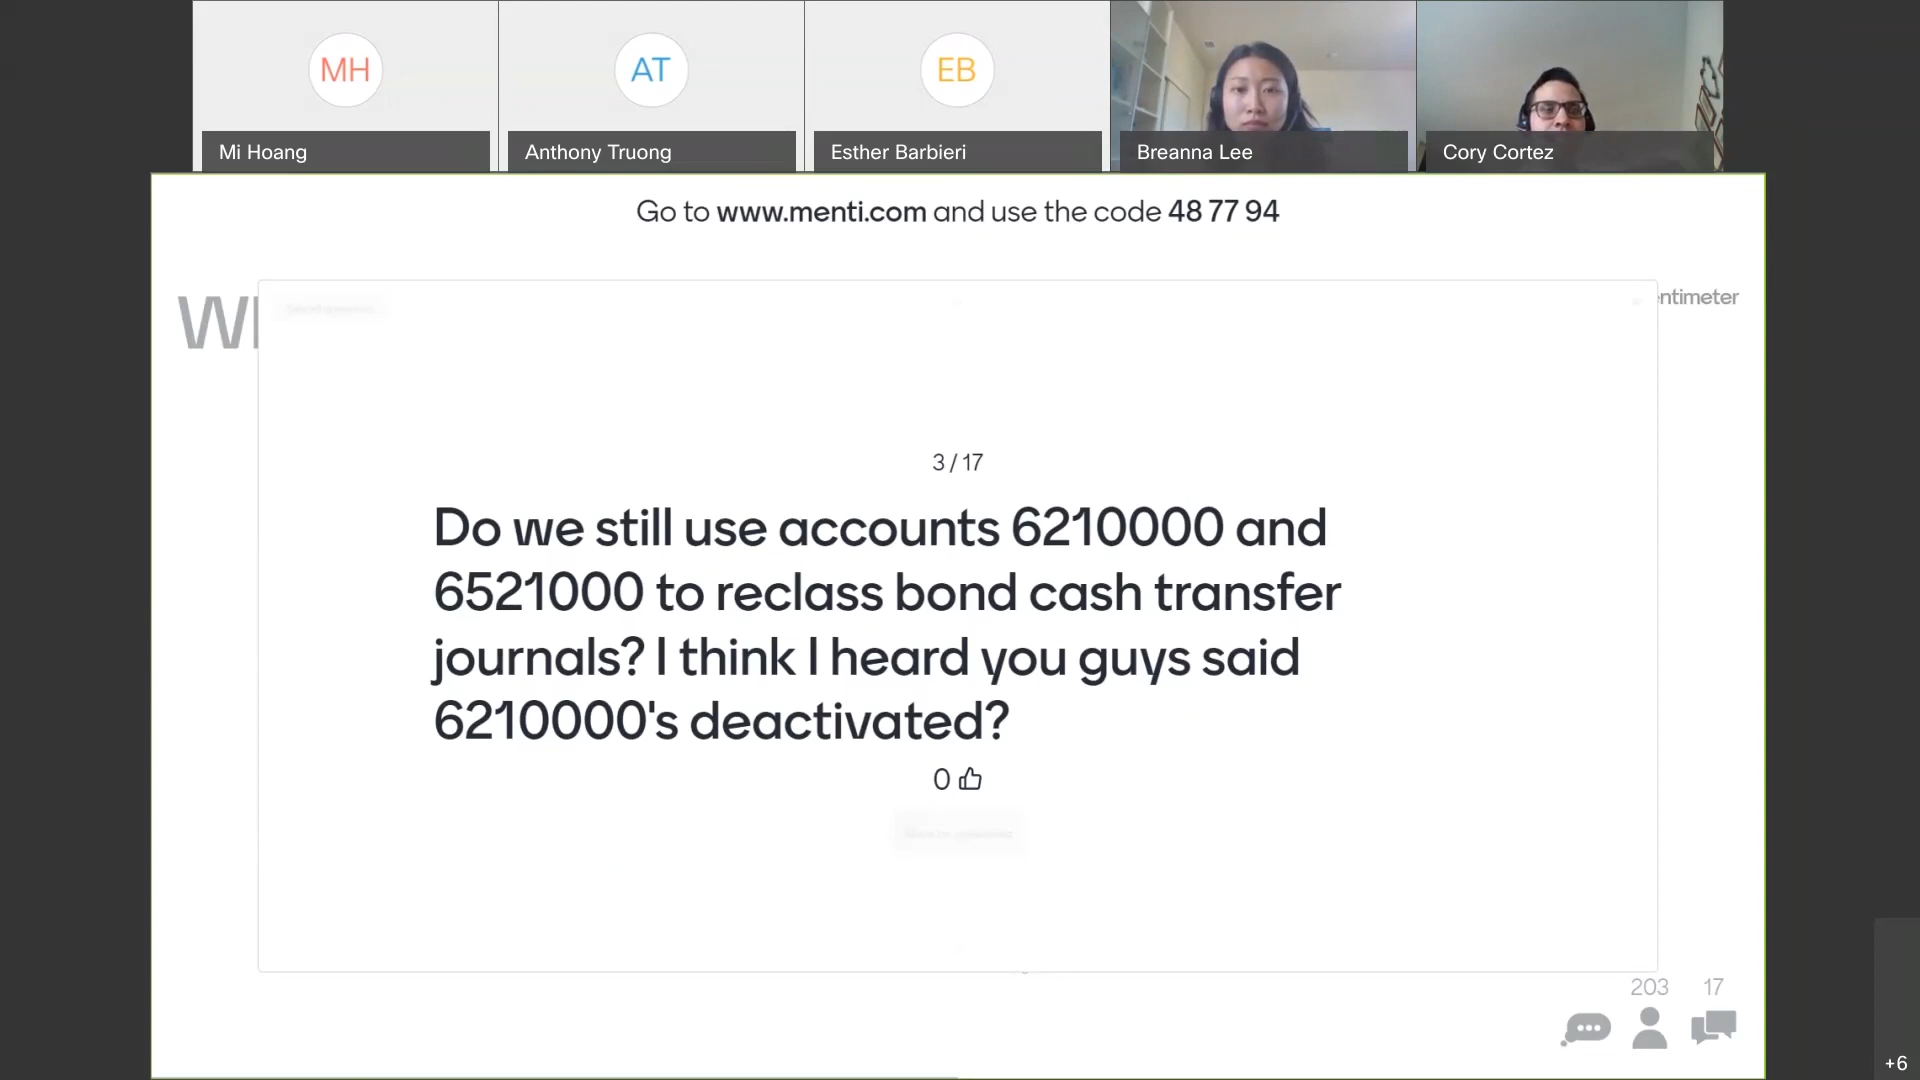 MH
AT
EB
Mi Hoang
Anthony Truong
Esther Barbieri
Breanna Lee
Cory Cortez
Go to www.menti.com and use the code 48 77 94
ntimeter
3 / 17
Do we still use accounts 6210000 and
6521000 to reclass bond cash transfer
journals? I think I heard you guys said
6210000's deactivated?
0
203 17
+6